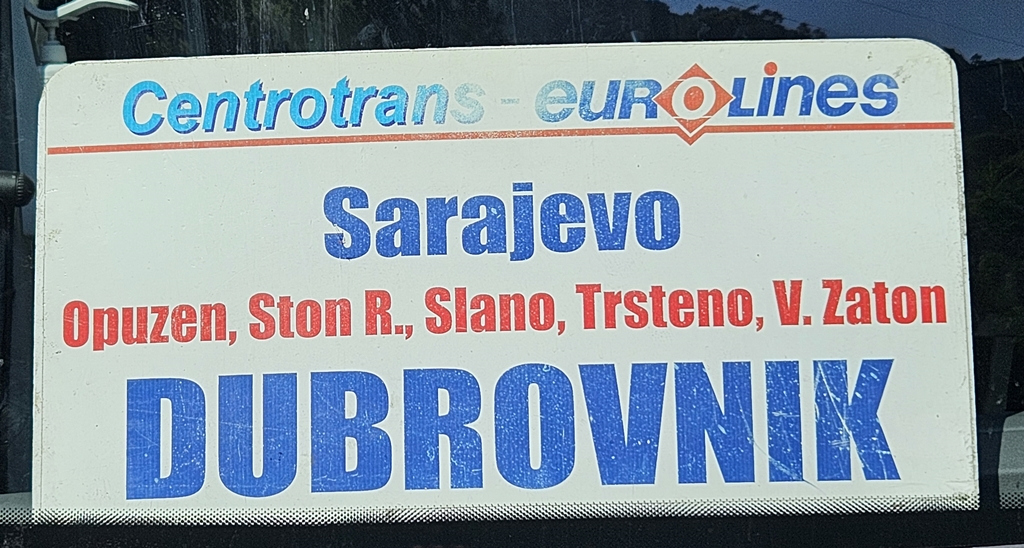 Centrotrans - eurolines
Sarajevo
Opuzen, Ston R., Slano, Trsteno, V. Zaton
DUBROVNIK